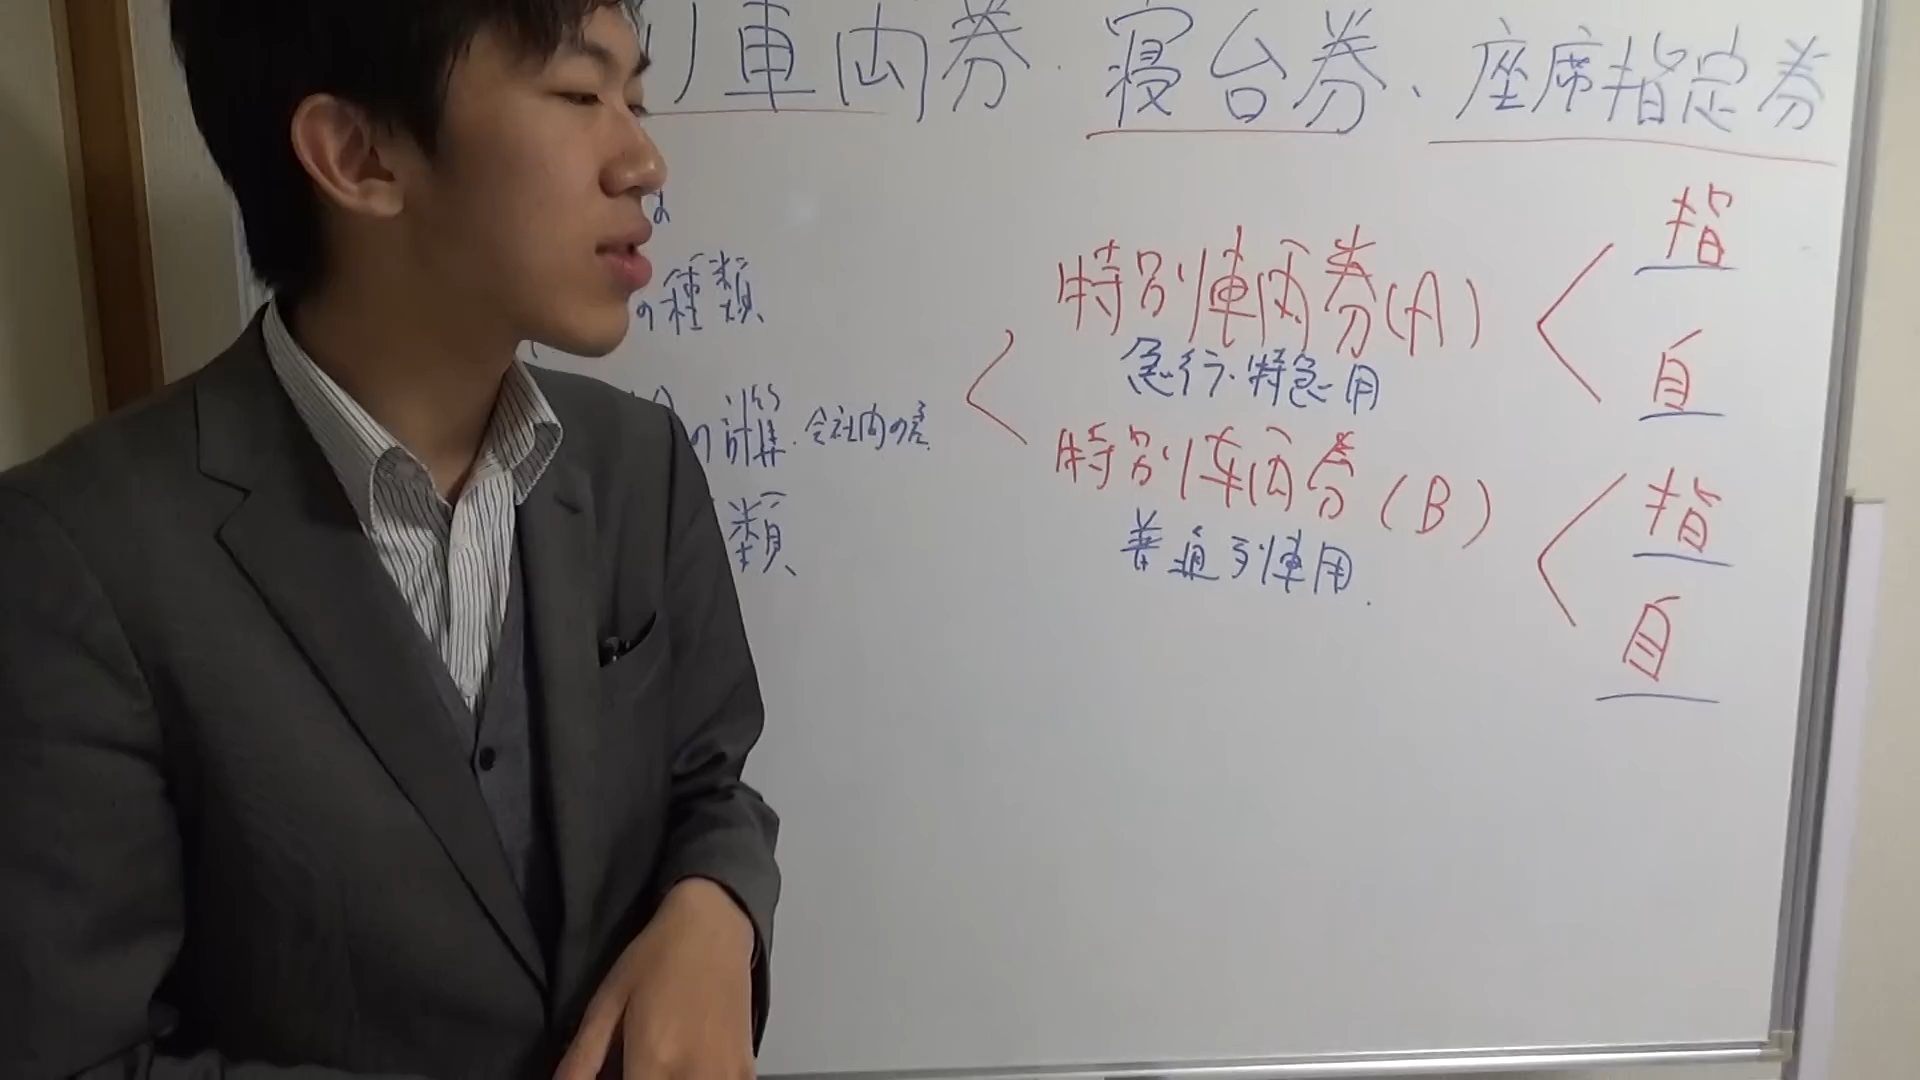 リ車両券・寝台券、座席指定券
は
の種類、
の計算・会社間の差
類、
特別車両券(A)
急行・特急用
指
自
特別車両券(B)
普通列車用.
指
自